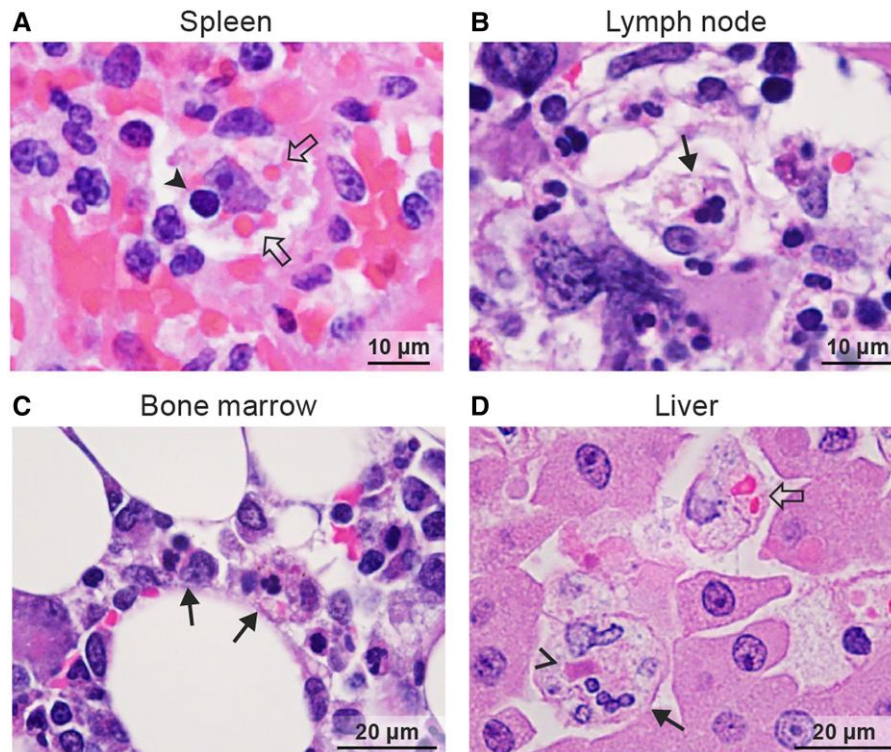 A Spleen
B Lymph node
10 µm
10 µm
C Bone marrow
D Liver
20 µm
20 µm